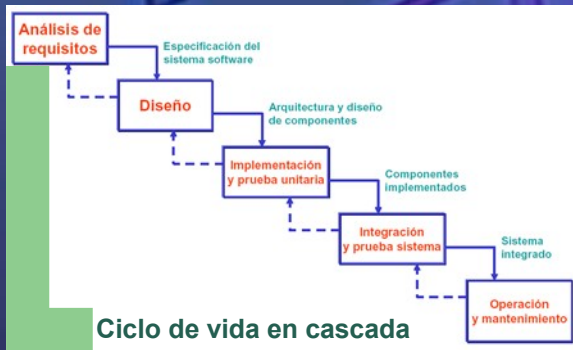 Análisis de
requisitos
Especificación del
sistema software
Diseño
Arquitectura y diseño
de componentes
Implementación
y prueba unitaria
Componentes
implementados
Integración
y prueba sistema
Sistema
integrado
Operación
y mantenimiento
Ciclo de vida en cascada